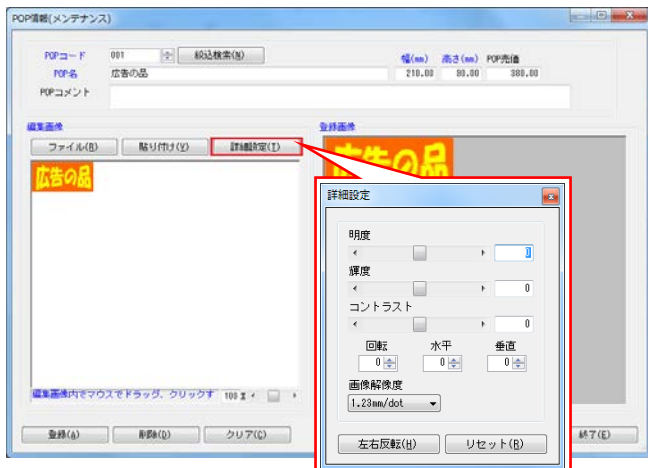 POP情報(メンテナンス)
POPコード 001 絞込検索(N) 幅(mm) 高さ(mm) POP売価
POP名 広告の品 210.00 80.00 380.00
POPコメント
編集画像 登録画像
ファイル(B) 貼り付け(Y) 詳細設定(I)
広告の品
広告の品
詳細設定
明度
0
輝度
0
コントラスト
0
回転 水平 垂直
0 0 0
画像解像度
1.23mm/dot
左右反転(H) リセット(R)
編集画像内でマウスでドラッグ、クリックす 100 %
登録(A) 削除(D) クリア(C) 終了(E)